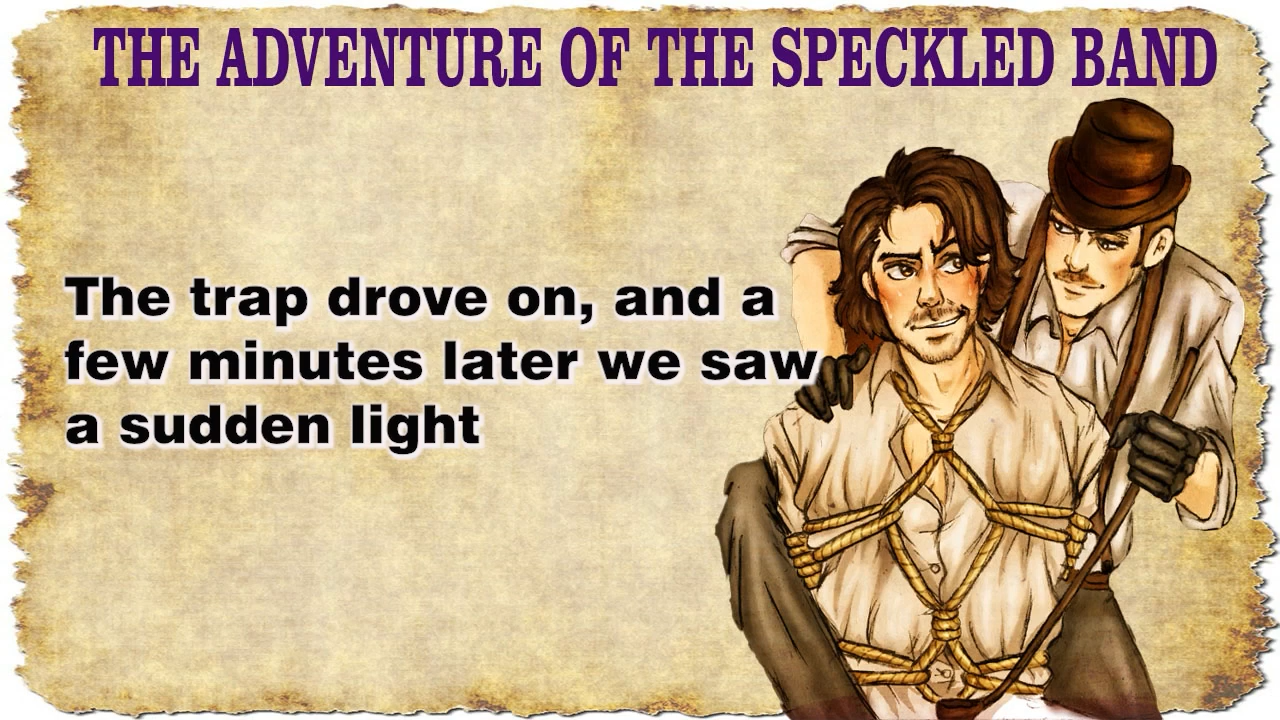 THE ADVENTURE OF THE SPECKLED BAND
The trap drove on, and a
few minutes later we saw
a sudden light